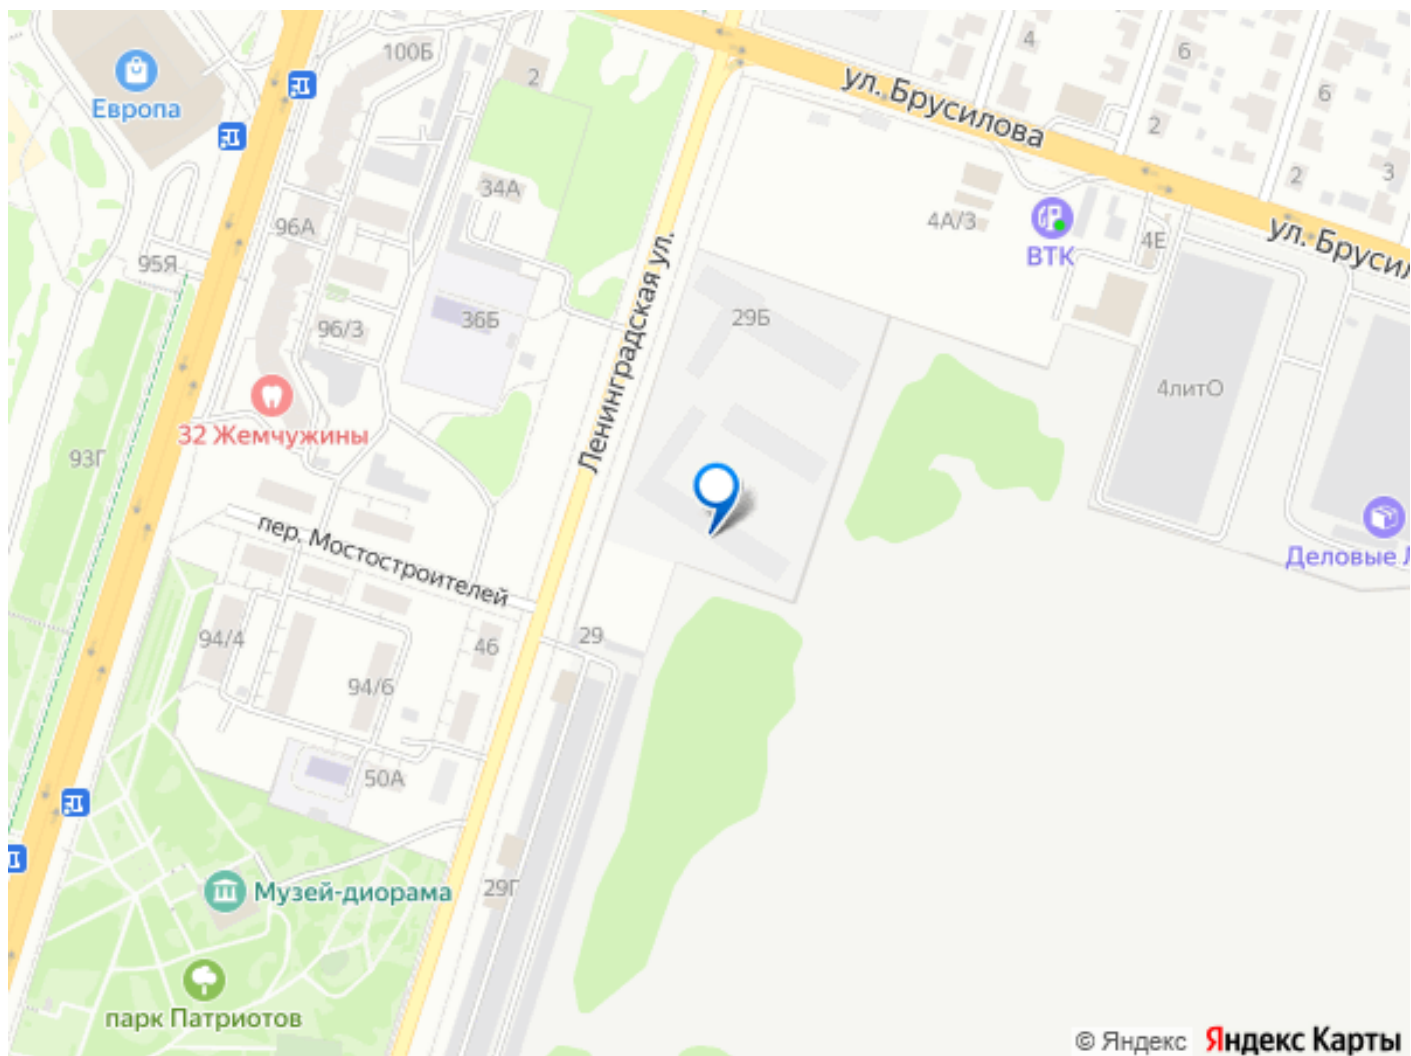 100Б
2
4
6
ул. Брусилова
Европа
6
2
34А
2
3
96А
4А/3
ВТК
4Е
ул. Брусил
95Я
Ленинградская ул.
29Б
36Б
96/3
4литО
32 Жемчужины
93Г
пер. Мостостроителей
Деловые Л
94/4
46
29
94/6
50А
29Г
Музей-диорама
парк Патриотов
© Яндекс Яндекс Карты